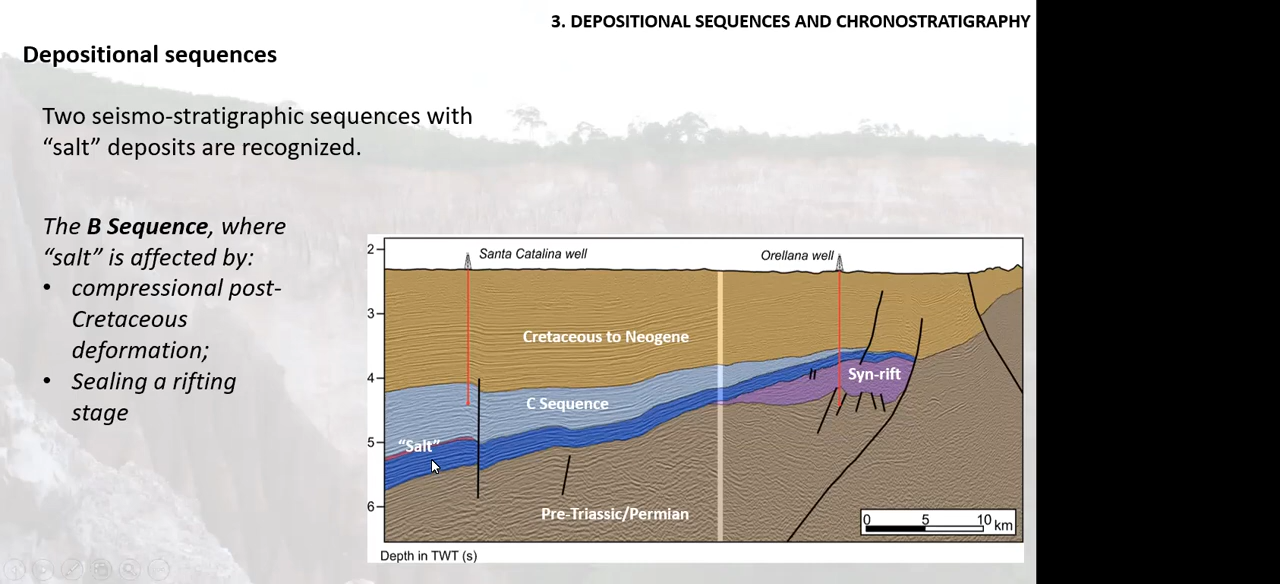 3. DEPOSITIONAL SEQUENCES AND CHRONOSTRATIGRAPHY
Depositional sequences
Two seismo-stratigraphic sequences with
“salt” deposits are recognized.
The B Sequence, where
“salt” is affected by:
• compressional post-
Cretaceous
deformation;
• Sealing a rifting
stage
Santa Catalina well
Orellana well
2
3
4
5
6
Cretaceous to Neogene
Syn-rift
C Sequence
“Salt”
Pre-Triassic/Permian
0 5 10 km
Depth in TWT (s)